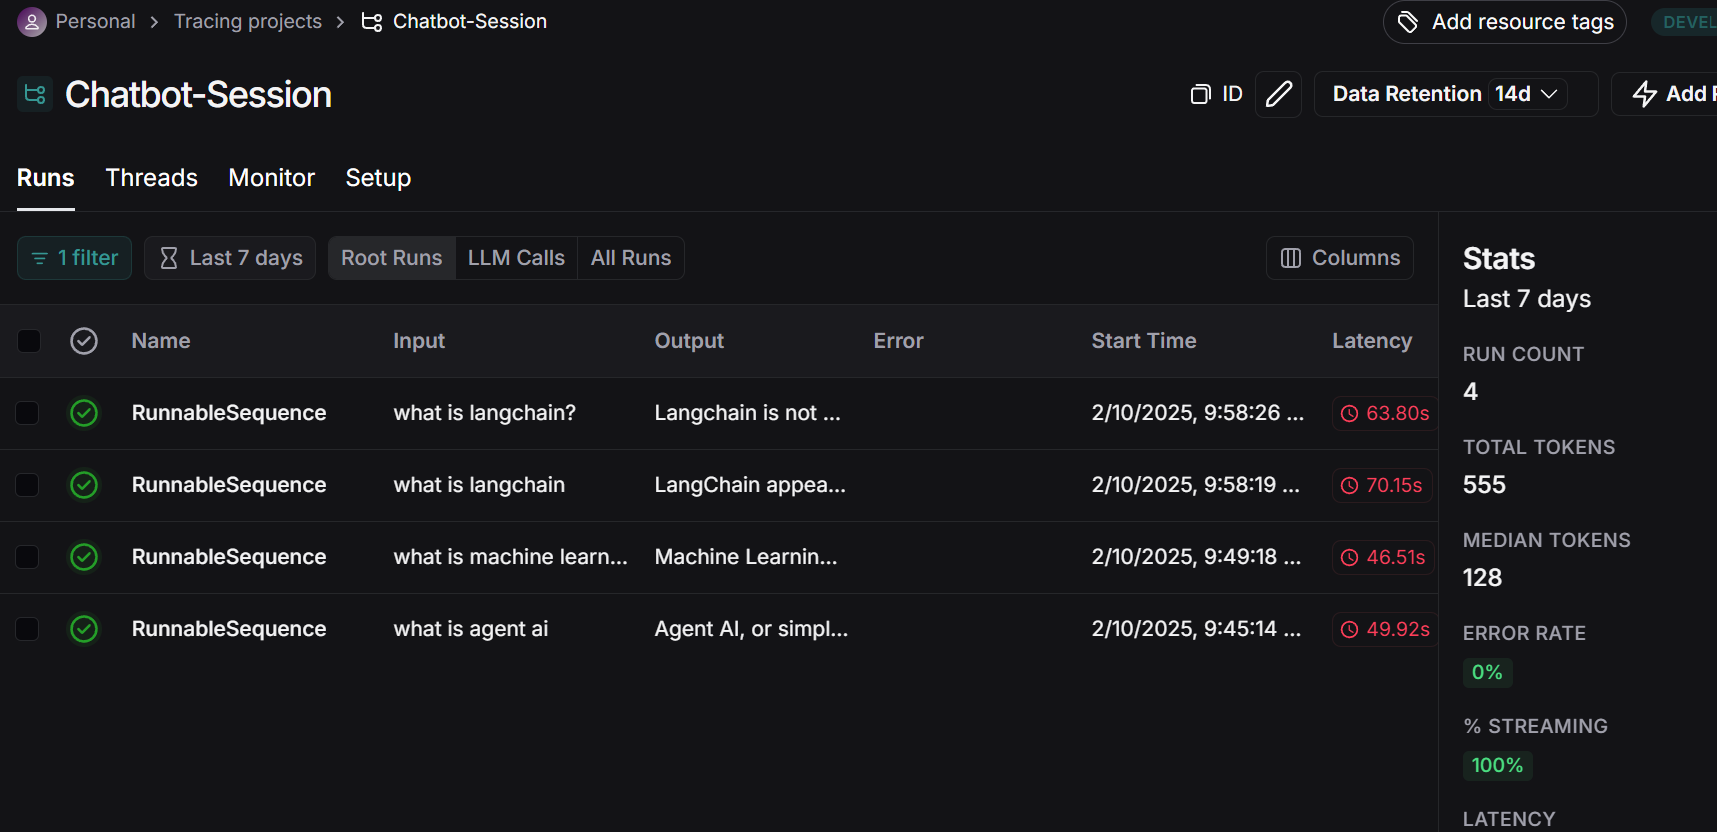 Personal > Tracing projects > Chatbot-Session
Add resource tags
DEVEL
Chatbot-Session
ID
Data Retention 14d
Add F
Runs Threads Monitor Setup
1 filter
Last 7 days
Root Runs LLM Calls All Runs
Columns
Name Input Output Error Start Time Latency
RunnableSequence what is langchain? Langchain is not ... 2/10/2025, 9:58:26 ... 63.80s
RunnableSequence what is langchain LangChain appea... 2/10/2025, 9:58:19 ... 70.15s
RunnableSequence what is machine learn... Machine Learnin... 2/10/2025, 9:49:18 ... 46.51s
RunnableSequence what is agent ai Agent AI, or simpl... 2/10/2025, 9:45:14 ... 49.92s
Stats
Last 7 days
RUN COUNT
4
TOTAL TOKENS
555
MEDIAN TOKENS
128
ERROR RATE
0%
% STREAMING
100%
LATENCY